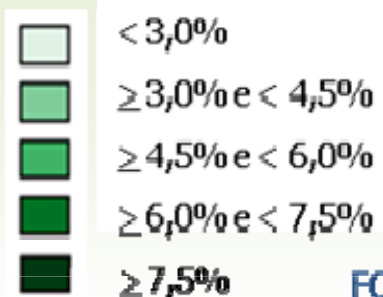 < 3,0%
≥3,0% e < 4,5%
≥4,5% e < 6,0%
≥6,0% e < 7,5%
≥7,5%